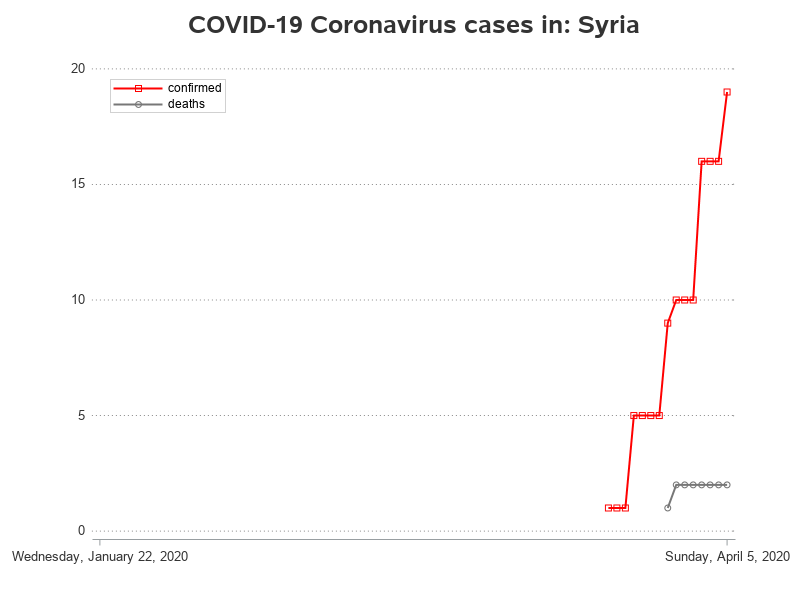 COVID-19 Coronavirus cases in: Syria
20
confirmed
deaths
15
10
5
0
Wednesday, January 22, 2020
Sunday, April 5, 2020